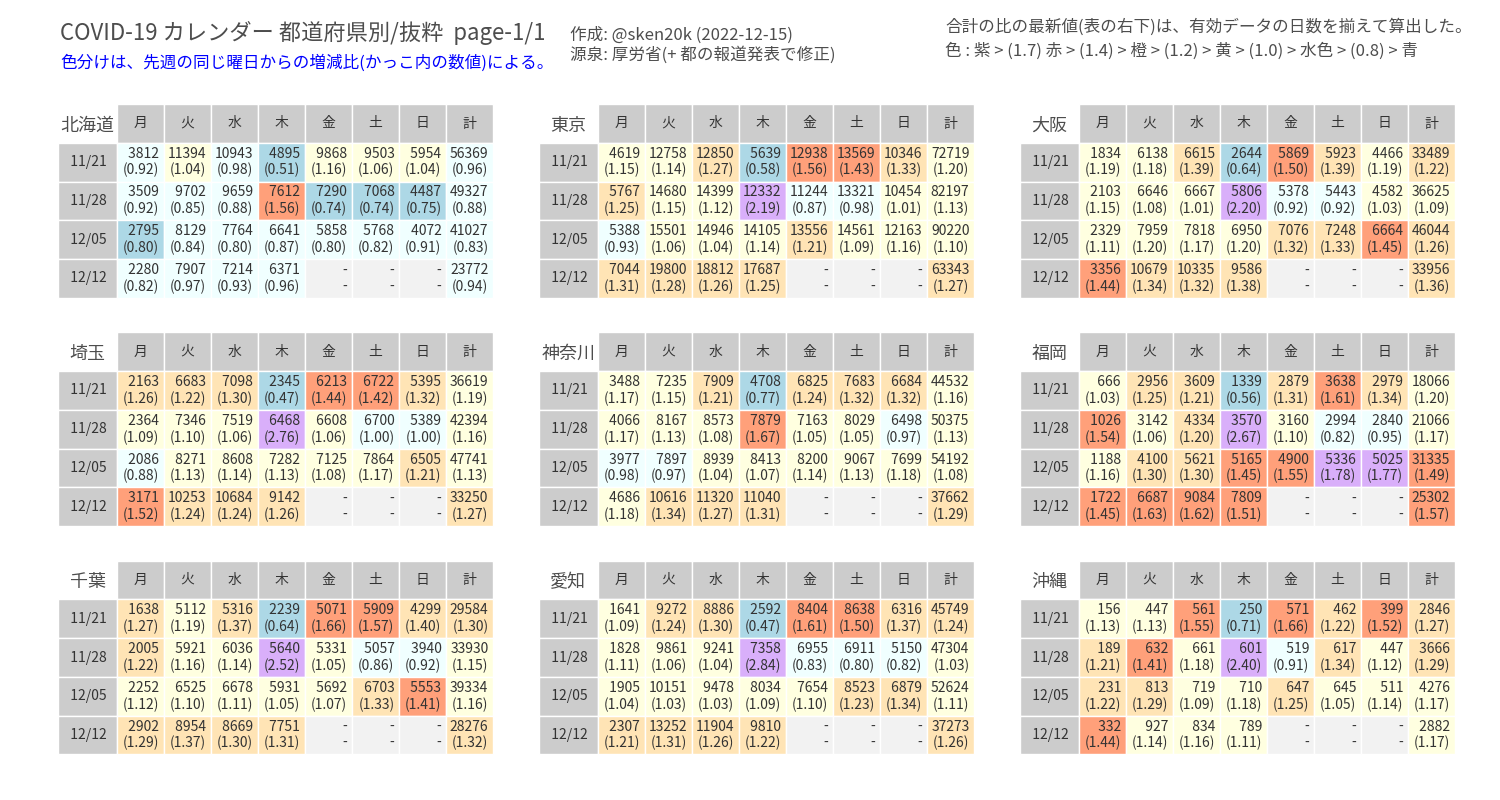 COVID-19 カレンダー 都道府県別/抜粋 page-1/1
作成: @sken20k (2022-12-15)
合計の比の最新値(表の右下)は、有効データの日数を揃えて算出した。
色分けは、先週の同じ曜日からの増減比(かっこ内の数値)による。
源泉: 厚労省(+ 都の報道発表で修正)
色 : 紫 > (1.7) 赤 > (1.4) > 橙 > (1.2) > 黄 > (1.0) > 水色 > (0.8) > 青
北海道 月 火 水 木 金 土 日 計
11/21 3812 11394 10943 4895 9868 9503 5954 56369
(0.92) (1.04) (0.98) (0.51) (1.16) (1.06) (1.04) (0.96)
11/28 3509 9702 9659 7612 7290 7068 4487 49327
(0.92) (0.85) (0.88) (1.56) (0.74) (0.74) (0.75) (0.88)
12/05 2795 8129 7764 6641 5858 5768 4072 41027
(0.80) (0.84) (0.80) (0.87) (0.80) (0.82) (0.91) (0.83)
12/12 2280 7907 7214 6371 - - - 23772
(0.82) (0.97) (0.93) (0.96) - - - (0.94)
東京 月 火 水 木 金 土 日 計
11/21 4619 12758 12850 5639 12938 13569 10346 72719
(1.15) (1.14) (1.27) (0.58) (1.56) (1.43) (1.33) (1.20)
11/28 5767 14680 14399 12332 11244 13321 10454 82197
(1.25) (1.15) (1.12) (2.19) (0.87) (0.98) (1.01) (1.13)
12/05 5388 15501 14946 14105 13556 14561 12163 90220
(0.93) (1.06) (1.04) (1.14) (1.21) (1.09) (1.16) (1.10)
12/12 7044 19800 18812 17687 - - - 63343
(1.31) (1.28) (1.26) (1.25) - - - (1.27)
大阪 月 火 水 木 金 土 日 計
11/21 1834 6138 6615 2644 5869 5923 4466 33489
(1.19) (1.18) (1.39) (0.64) (1.50) (1.39) (1.39) (1.22)
11/28 2103 6646 6667 5806 5378 5443 4582 36625
(1.15) (1.08) (1.01) (2.20) (0.92) (0.92) (1.03) (1.09)
12/05 2329 7959 7818 6950 7076 7248 6664 46044
(1.11) (1.20) (1.17) (1.20) (1.32) (1.33) (1.45) (1.26)
12/12 3356 10679 10335 9586 - - - 33956
(1.44) (1.34) (1.32) (1.38) - - - (1.36)
埼玉 月 火 水 木 金 土 日 計
11/21 2163 6683 7098 2345 6213 6722 5395 36619
(1.26) (1.22) (1.30) (0.47) (1.44) (1.42) (1.32) (1.19)
11/28 2364 7346 7519 6468 6608 6700 5389 42394
(1.09) (1.10) (1.06) (2.76) (1.06) (1.00) (1.00) (1.16)
12/05 2086 8271 8608 7282 7125 7864 6505 47741
(0.88) (1.13) (1.14) (1.13) (1.08) (1.17) (1.21) (1.13)
12/12 3171 10253 10684 9142 - - - 33250
(1.52) (1.24) (1.24) (1.26) - - - (1.27)
神奈川 月 火 水 木 金 土 日 計
11/21 3488 7235 7909 4708 6825 7683 6684 44532
(1.17) (1.15) (1.21) (0.77) (1.24) (1.32) (1.32) (1.16)
11/28 4066 8167 8573 7879 7163 8029 6498 50375
(1.17) (1.13) (1.08) (1.67) (1.05) (1.05) (0.97) (1.13)
12/05 3977 7897 8939 8413 8200 9067 7699 54192
(0.98) (0.97) (1.04) (1.07) (1.14) (1.13) (1.18) (1.08)
12/12 4686 10616 11320 11040 - - - 37662
(1.18) (1.34) (1.27) (1.31) - - - (1.29)
福岡 月 火 水 木 金 土 日 計
11/21 666 2956 3609 1339 2879 3638 2979 18066
(1.03) (1.25) (1.21) (0.56) (1.31) (1.61) (1.34) (1.20)
11/28 1026 3142 4334 3570 3160 2994 2840 21066
(1.54) (1.06) (1.20) (2.67) (1.10) (0.82) (0.95) (1.17)
12/05 1188 4100 5621 5165 4900 5336 5025 31335
(1.16) (1.30) (1.30) (1.45) (1.55) (1.78) (1.77) (1.49)
12/12 1722 6687 9084 7809 - - - 25302
(1.45) (1.63) (1.62) (1.51) - - - (1.57)
千葉 月 火 水 木 金 土 日 計
11/21 1638 5112 5316 2239 5071 5909 4299 29584
(1.27) (1.19) (1.37) (0.64) (1.66) (1.57) (1.40) (1.30)
11/28 2005 5921 6036 5640 5331 5057 3940 33930
(1.22) (1.16) (1.14) (2.52) (1.05) (0.86) (0.92) (1.15)
12/05 2252 6525 6678 5931 5692 6703 5553 39334
(1.12) (1.10) (1.11) (1.05) (1.07) (1.33) (1.41) (1.16)
12/12 2902 8954 8669 7751 - - - 28276
(1.29) (1.37) (1.30) (1.31) - - - (1.32)
愛知 月 火 水 木 金 土 日 計
11/21 1641 9272 8886 2592 8404 8638 6316 45749
(1.09) (1.24) (1.30) (0.47) (1.61) (1.50) (1.37) (1.24)
11/28 1828 9861 9241 7358 6955 6911 5150 47304
(1.11) (1.06) (1.04) (2.84) (0.83) (0.80) (0.82) (1.03)
12/05 1905 10151 9478 8034 7654 8523 6879 52624
(1.04) (1.03) (1.03) (1.09) (1.10) (1.23) (1.34) (1.11)
12/12 2307 13252 11904 9810 - - - 37273
(1.21) (1.31) (1.26) (1.22) - - - (1.26)
沖縄 月 火 水 木 金 土 日 計
11/21 156 447 561 250 571 462 399 2846
(1.13) (1.13) (1.55) (0.71) (1.66) (1.22) (1.52) (1.27)
11/28 189 632 661 601 519 617 447 3666
(1.21) (1.41) (1.18) (2.40) (0.91) (1.34) (1.12) (1.29)
12/05 231 813 719 710 647 645 511 4276
(1.22) (1.29) (1.09) (1.18) (1.25) (1.05) (1.14) (1.17)
12/12 332 927 834 789 - - - 2882
(1.44) (1.14) (1.16) (1.11) - - - (1.17)